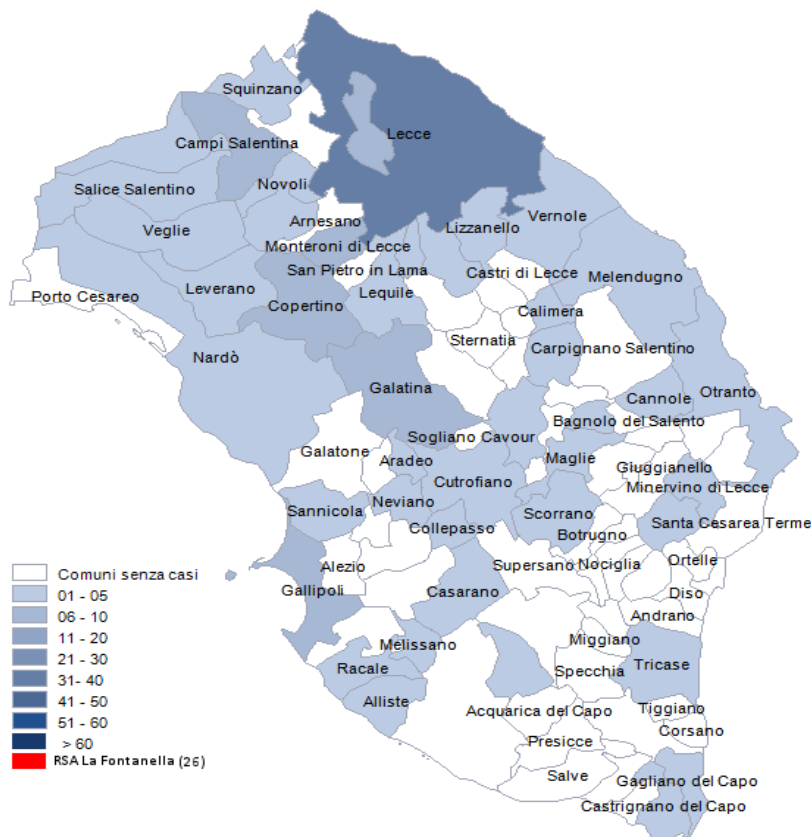 Squinzano
Lecce
Campi Salentina
Salice Salentino
Novoli
Arnesano
Vernole
Veglie
Lizzanello
Monteroni di Lecce
San Pietro in Lama
Castri di Lecce
Melendugno
Leverano
Lequile
Porto Cesareo
Copertino
Calimera
Sternatia
Carpignano Salentino
Nardò
Galatina
Otranto
Cannole
Bagnolo del Salento
Sogliano Cavour
Galatone
Aradeo
Maglie
Giuggianello
Cutrofiano
Minervino di Lecce
Neviano
Sannicola
Scorrano
Collepasso
Botrugno
Santa Cesarea Terme
Alezio
Supersano
Nociglia
Ortelle
Gallipoli
Casarano
Diso
Andrano
Miggiano
Melissano
Racale
Specchia
Tricase
Alliste
Acquarica del Capo
Tiggiano
Corsano
Presicce
Salve
Gagliano del Capo
Castrignano del Capo
Comuni senza casi
01 - 05
06 - 10
11 - 20
21 - 30
31- 40
41 - 50
51 - 60
> 60
RSA La Fontanella (26)